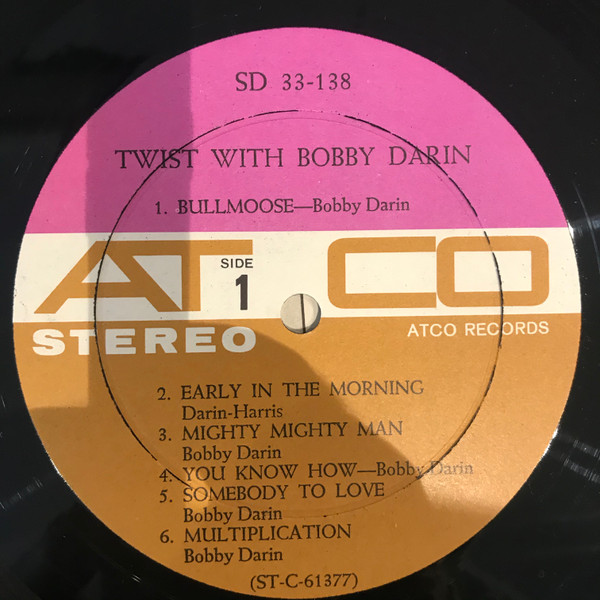 SD 33-138
TWIST WITH BOBBY DARIN
1. BULLMOOSE—Bobby Darin
ATCO
SIDE
1
STEREO
ATCO RECORDS
2. EARLY IN THE MORNING
Darin-Harris
3. MIGHTY MIGHTY MAN
Bobby Darin
4. YOU KNOW HOW—Bobby Darin
5. SOMEBODY TO LOVE
Bobby Darin
6. MULTIPLICATION
Bobby Darin
(ST-C-61377)